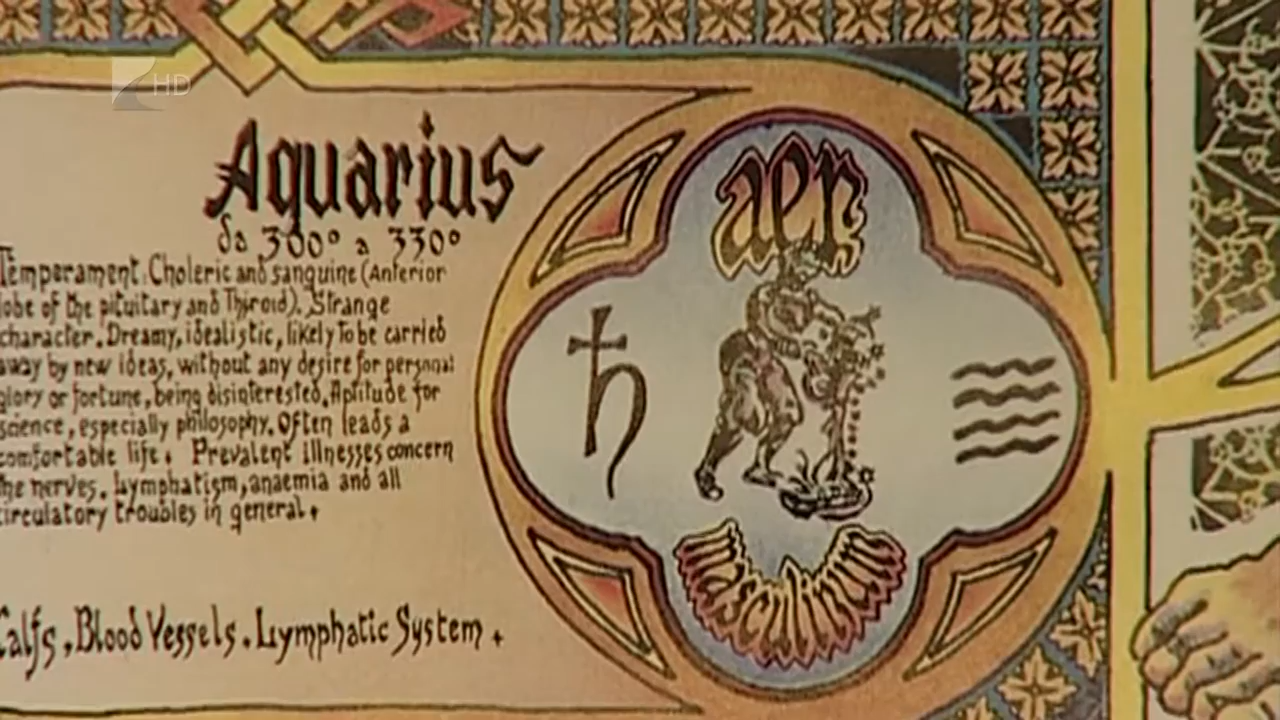 HD
Aquarius
da 300° a 330°
Temperament: Choleric and sanguine (Anterior
lobe of the pituitary and Thiroid). Strange
character. Dreamy, idealistic, likely to be carried
away by new ideas, without any desire for personal
glory or fortune, being disinterested. Aptitude for
science, especially philosophy. Often leads a
comfortable life. Prevalent illnesses concern
the nerves. Lymphatism, anaemia and all
circulatory troubles in general.
Calfs. Blood Vessels. Lymphatic System.
aer
masculinus